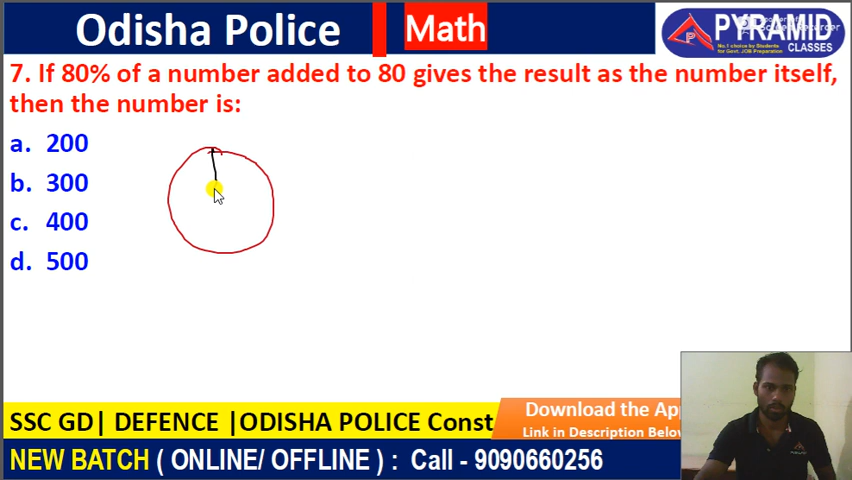 Odisha Police
Math
PYRAMID
CLASSES
No.1 choice by Students
for Govt. JOB Preparation
7. If 80% of a number added to 80 gives the result as the number itself,
then the number is:
a. 200
b. 300
c. 400
d. 500
SSC GD| DEFENCE |ODISHA POLICE Const
Download the App
Link in Description Below
NEW BATCH ( ONLINE/ OFFLINE ) : Call - 9090660256